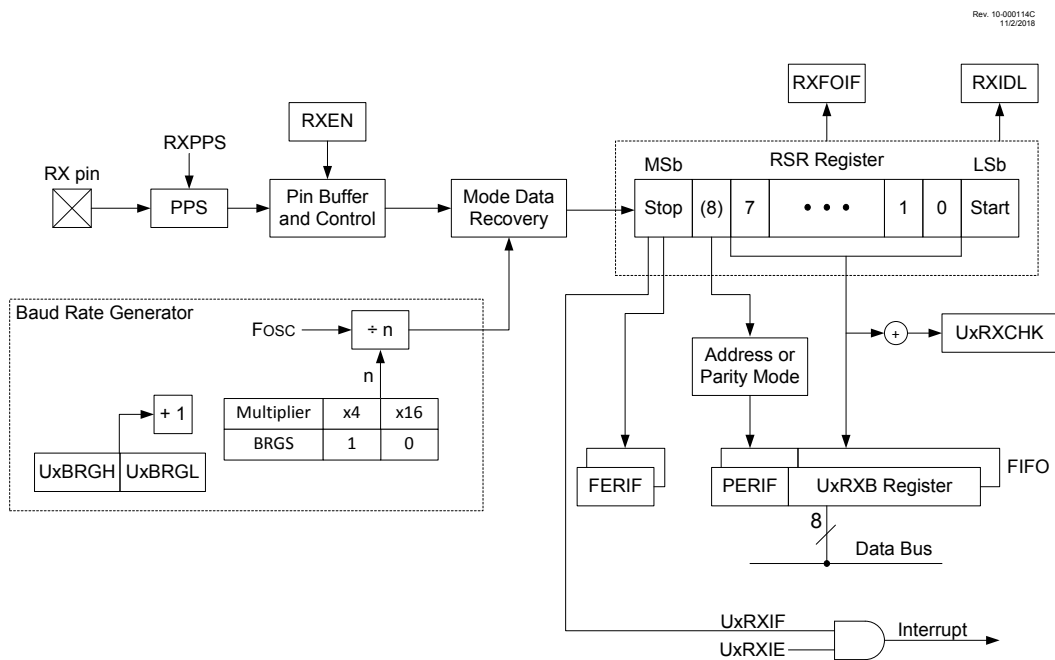 Rev. 10-000114C
11/2/2018
RXFOIF
RXIDL
RXEN
RXPPS
RX pin
PPS
Pin Buffer
and Control
Mode Data
Recovery
MSb
RSR Register
LSb
Stop
(8)
7
• • •
1
0
Start
Baud Rate Generator
FOSC
÷ n
n
+ 1
Multiplier x4 x16
BRGS 1 0
UxBRGH UxBRGL
Address or
Parity Mode
+
UxRXCHK
FERIF
PERIF
UxRXB Register
FIFO
8
Data Bus
UxRXIF
UxRXIE
Interrupt